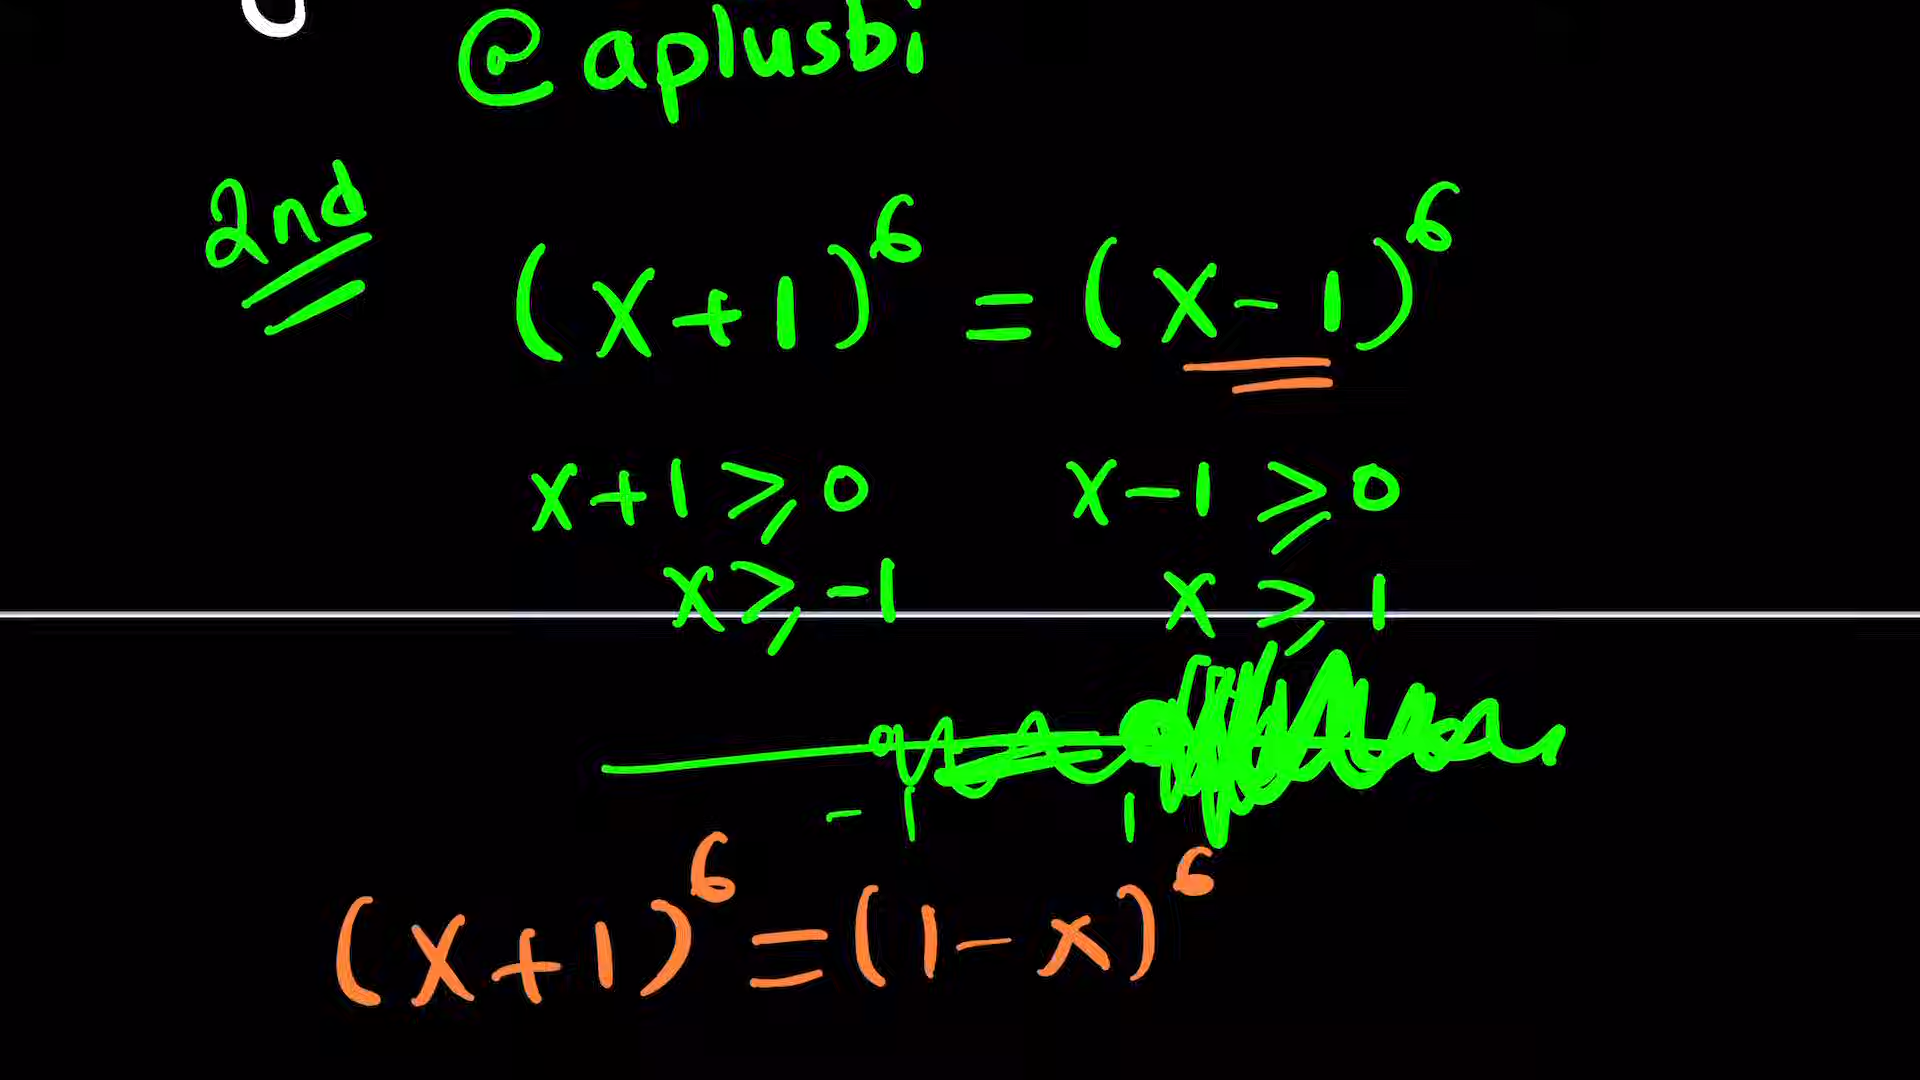 @aplusbi
2nd (x+1)⁶ = (x-1)⁶
x+1 ⩾ 0 x-1 ⩾ 0
x ⩾ -1 x ⩾ 1
-1 1
(x+1)⁶ = (1-x)⁶